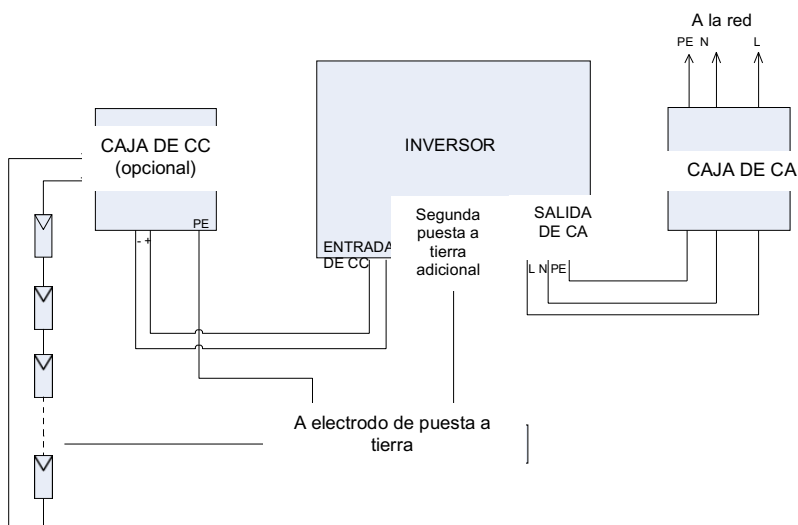 A la red
PE N L
CAJA DE CC
(opcional)
INVERSOR
CAJA DE CA
PE
- +
ENTRADA
DE CC
Segunda
puesta a
tierra
adicional
SALIDA
DE CA
L N PE
A electrodo de puesta a
tierra